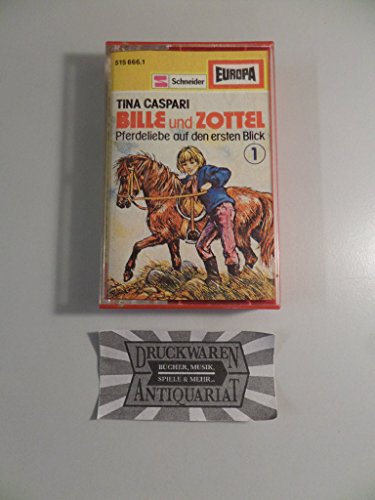 515 666.1
S Schneider
EUROPA
TINA CASPARI
BILLE und ZOTTEL
Pferdeliebe auf den ersten Blick
1
DRUCKWAREN
BÜCHER, MUSIK,
SPIELE & MEHR...
ANTIQUARIAT